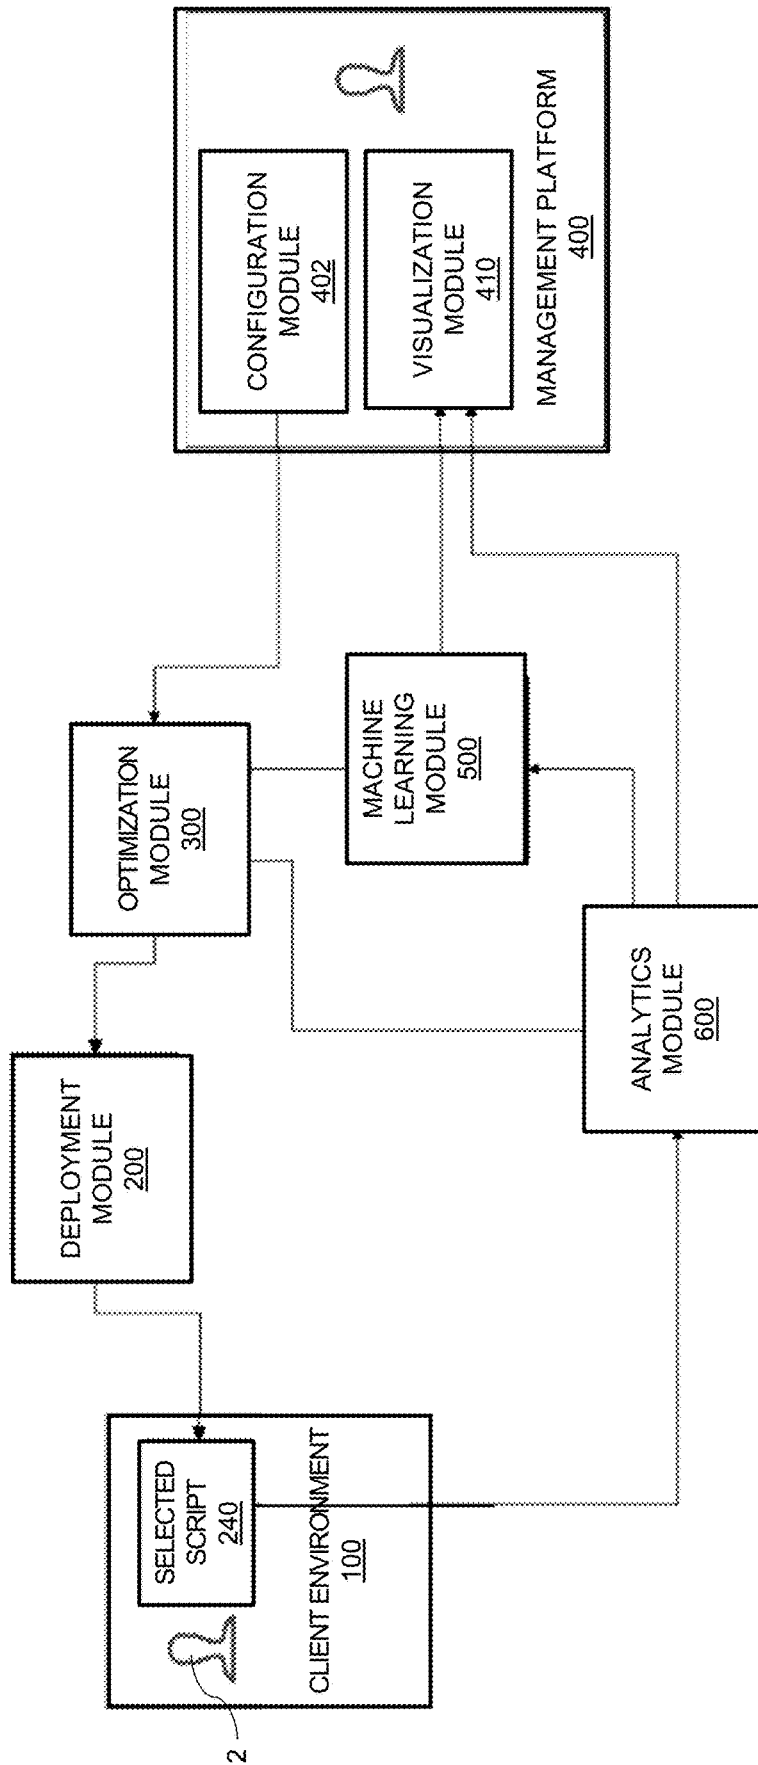 2
SELECTED
SCRIPT
240
CLIENT ENVIRONMENT
100
DEPLOYMENT
MODULE
200
OPTIMIZATION
MODULE
300
MACHINE
LEARNING
MODULE
500
ANALYTICS
MODULE
600
CONFIGURATION
MODULE
402
VISUALIZATION
MODULE
410
MANAGEMENT PLATFORM
400